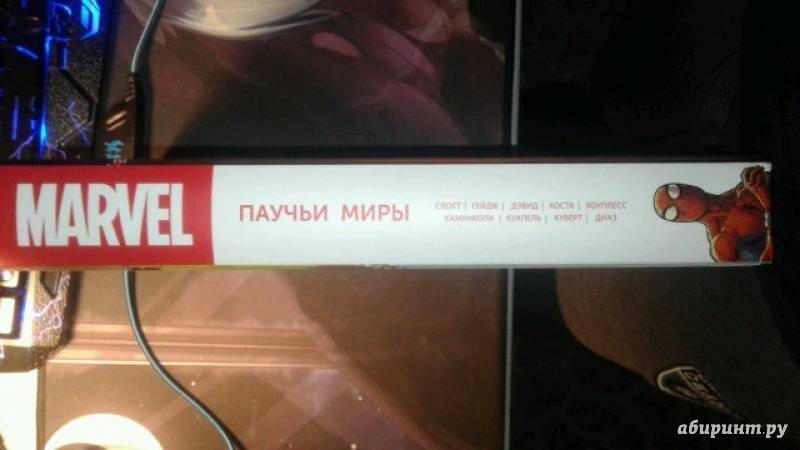 MARVEL
ПАУЧЬИ МИРЫ
СЛОТТ | ГЕЙДЖ | ДЭВИД | КОСТА | ХОУПЛЕСС
КАМУНКОЛИ | КУАПЕЛЬ | КУБЕРТ | ДИАЗ
абиринт.ру